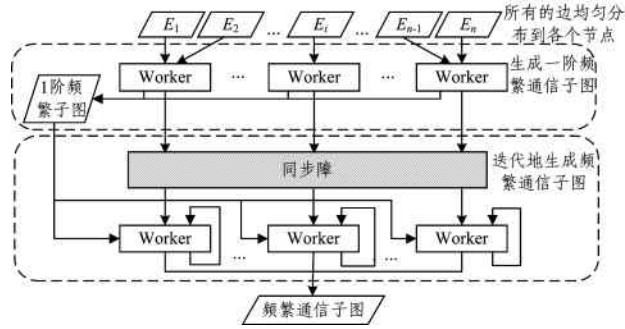 E1 E2 ... Ei ... En-1 En
所有的边均匀分
布到各个节点
Worker ... Worker ... Worker
生成一阶频
繁通信子图
1阶频
繁子图
同步障
迭代地生成频
繁通信子图
Worker ... Worker ... Worker
频繁通信子图